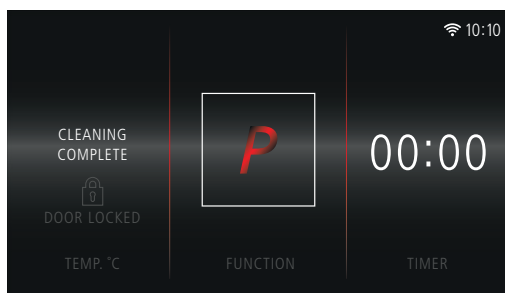 10:10
CLEANING
COMPLETE
P
00:00
DOOR LOCKED
TEMP. °C
FUNCTION
TIMER